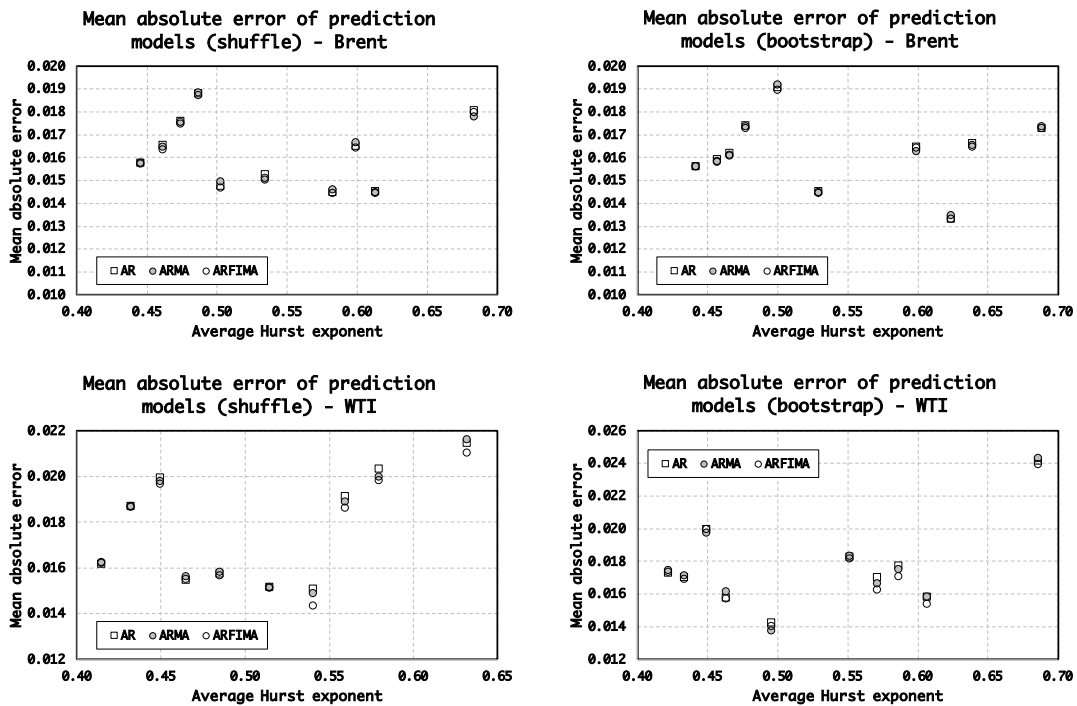 Mean absolute error of prediction
models (shuffle) - Brent
Mean absolute error
0.020
0.019
0.018
0.017
0.016
0.015
0.014
0.013
0.012
0.011
0.010
AR ARMA ARFIMA
0.40 0.45 0.50 0.55 0.60 0.65 0.70
Average Hurst exponent
Mean absolute error of prediction
models (bootstrap) - Brent
Mean absolute error
0.020
0.019
0.018
0.017
0.016
0.015
0.014
0.013
0.012
0.011
0.010
AR ARMA ARFIMA
0.40 0.45 0.50 0.55 0.60 0.65 0.70
Average Hurst exponent
Mean absolute error of prediction
models (shuffle) - WTI
Mean absolute error
0.022
0.020
0.018
0.016
0.014
0.012
AR ARMA ARFIMA
0.40 0.45 0.50 0.55 0.60 0.65
Average Hurst exponent
Mean absolute error of prediction
models (bootstrap) - WTI
Mean absolute error
0.026
0.024
0.022
0.020
0.018
0.016
0.014
0.012
AR ARMA ARFIMA
0.40 0.45 0.50 0.55 0.60 0.65 0.70
Average Hurst exponent